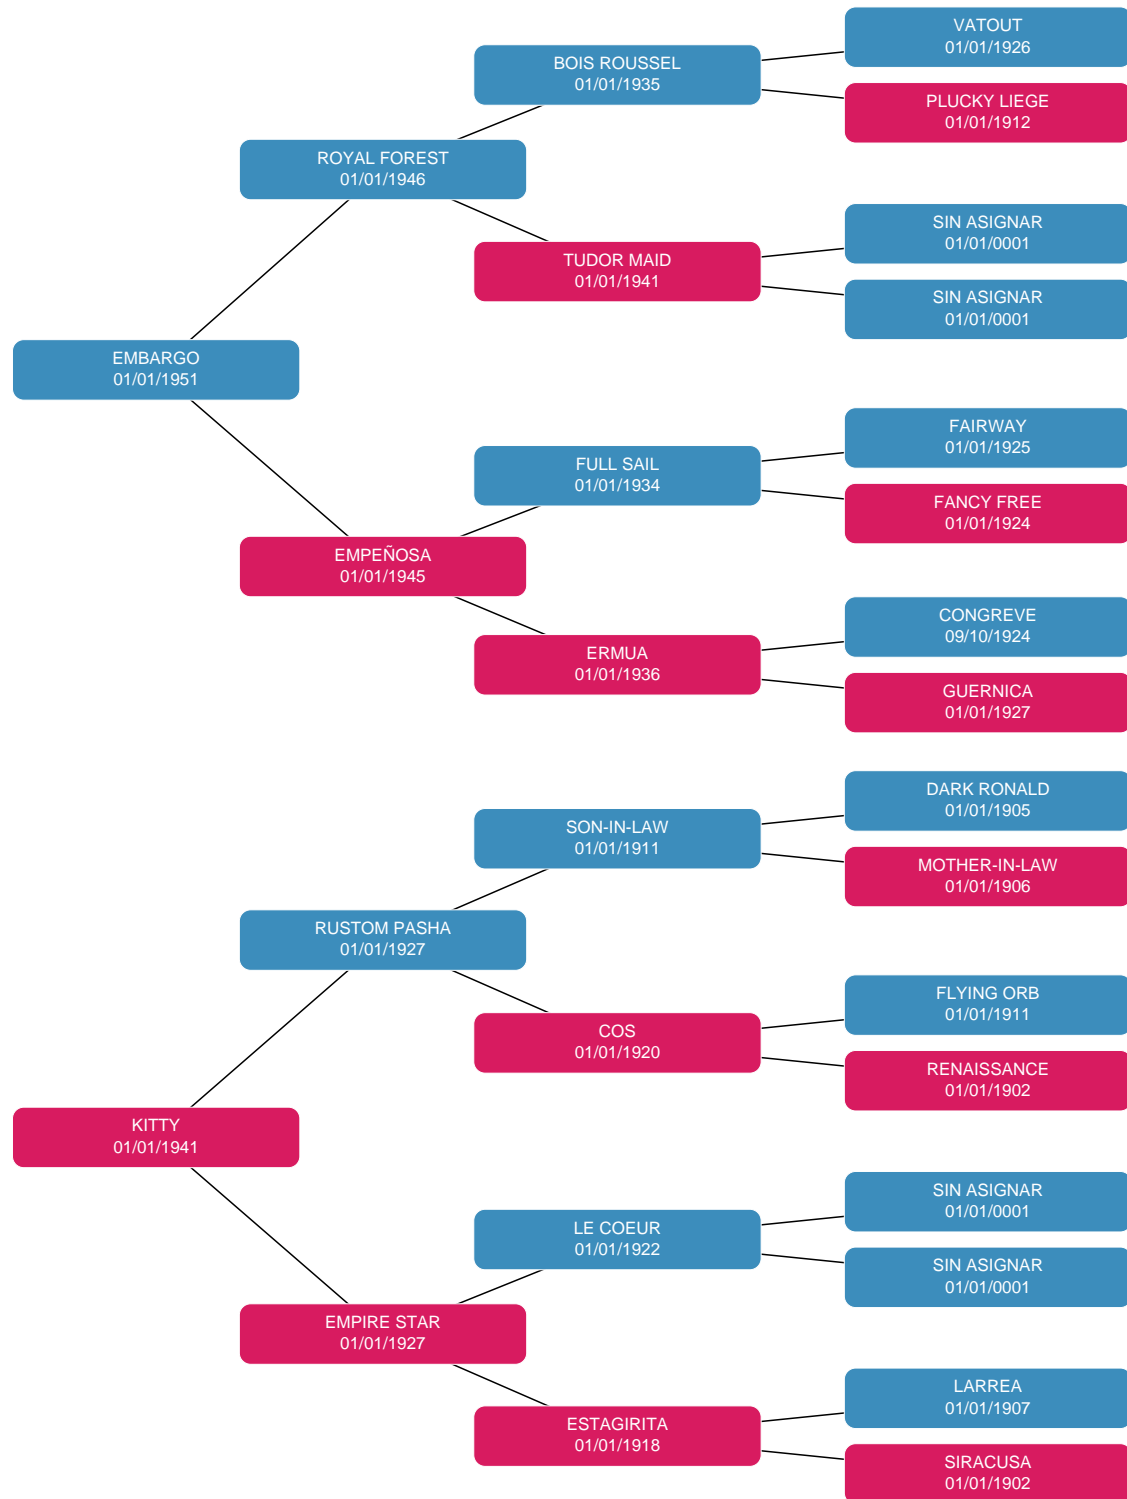 VATOUT
01/01/1926
BOIS ROUSSEL
01/01/1935
PLUCKY LIEGE
01/01/1912
ROYAL FOREST
01/01/1946
SIN ASIGNAR
01/01/0001
TUDOR MAID
01/01/1941
SIN ASIGNAR
01/01/0001
EMBARGO
01/01/1951
FAIRWAY
01/01/1925
FULL SAIL
01/01/1934
FANCY FREE
01/01/1924
EMPEÑOSA
01/01/1945
CONGREVE
09/10/1924
ERMUA
01/01/1936
GUERNICA
01/01/1927
DARK RONALD
01/01/1905
SON-IN-LAW
01/01/1911
MOTHER-IN-LAW
01/01/1906
RUSTOM PASHA
01/01/1927
FLYING ORB
01/01/1911
COS
01/01/1920
RENAISSANCE
01/01/1902
KITTY
01/01/1941
SIN ASIGNAR
01/01/0001
LE COEUR
01/01/1922
SIN ASIGNAR
01/01/0001
EMPIRE STAR
01/01/1927
LARREA
01/01/1907
ESTAGIRITA
01/01/1918
SIRACUSA
01/01/1902